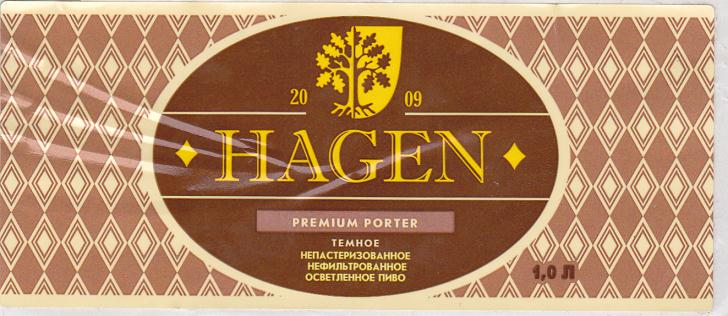 20 09
HAGEN
PREMIUM PORTER
ТЕМНОЕ
НЕПАСТЕРИЗОВАННОЕ
НЕФИЛЬТРОВАННОЕ
ОСВЕТЛЕННОЕ ПИВО
1,0 Л